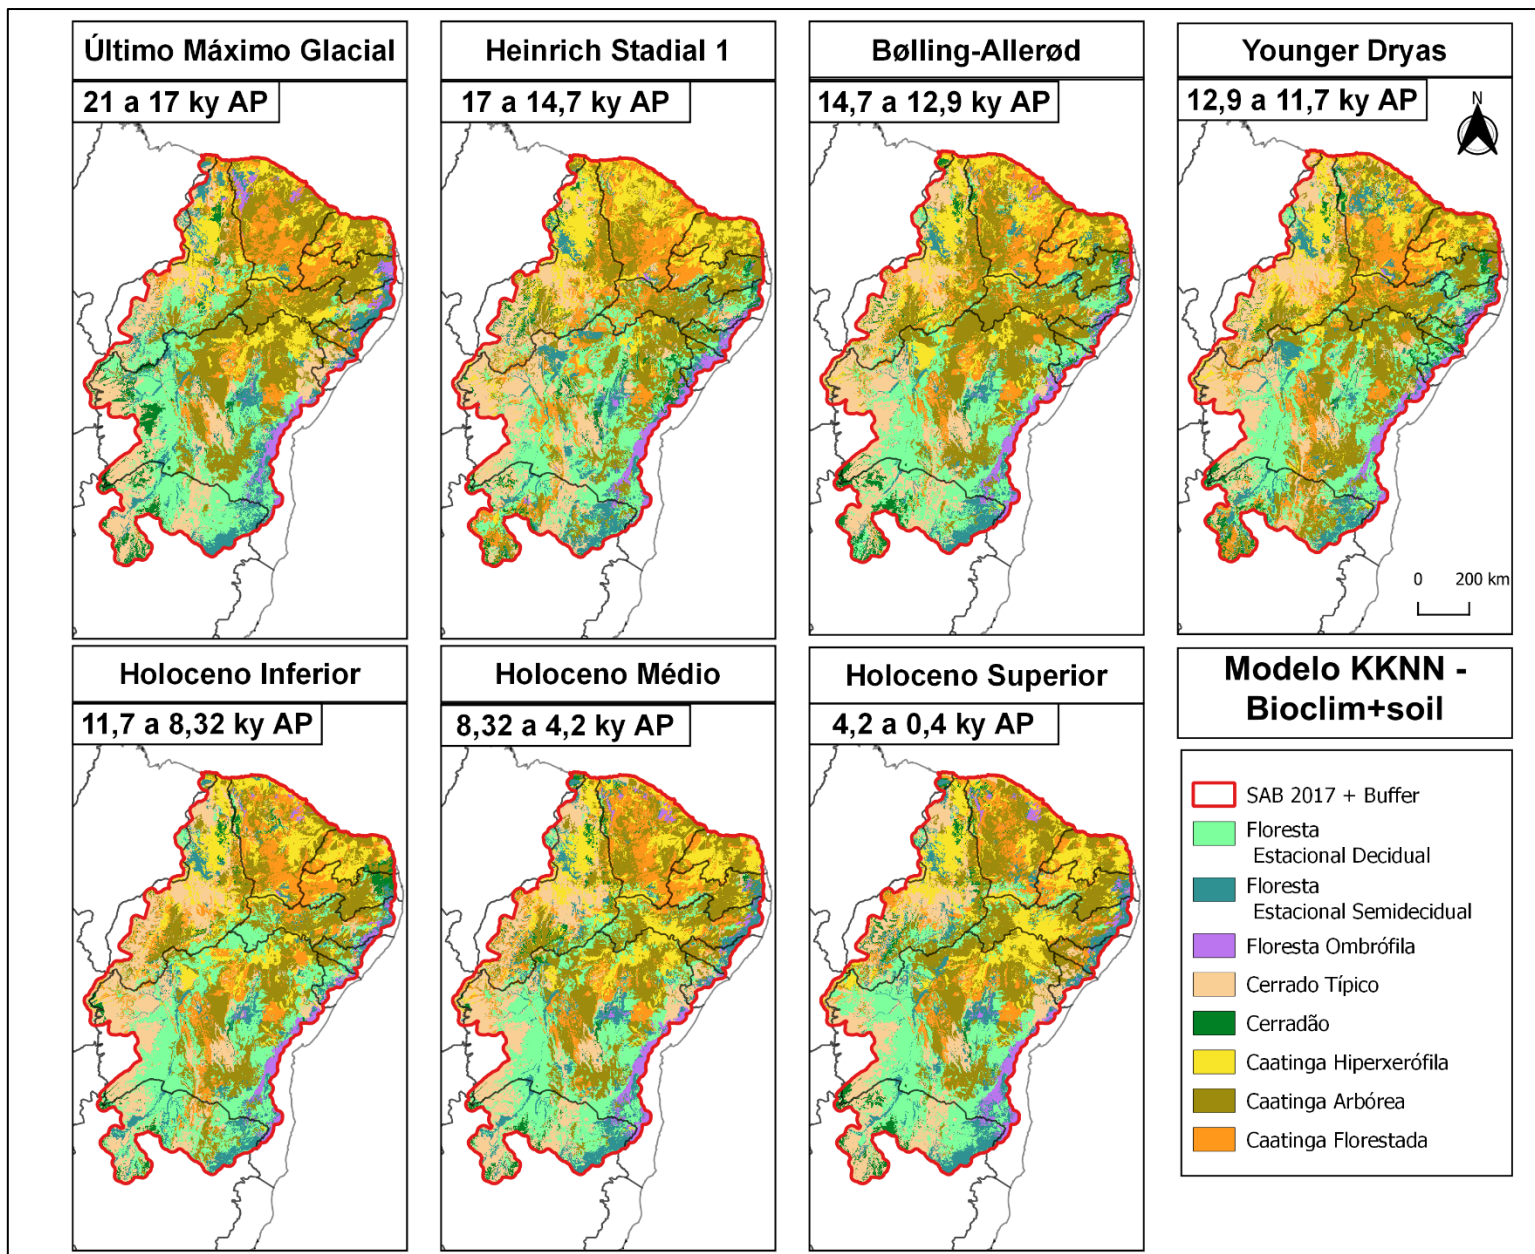 Último Máximo Glacial
21 a 17 ky AP
Heinrich Stadial 1
17 a 14,7 ky AP
Bølling-Allerød
14,7 a 12,9 ky AP
Younger Dryas
12,9 a 11,7 ky AP
N
0 200 km
Holoceno Inferior
11,7 a 8,32 ky AP
Holoceno Médio
8,32 a 4,2 ky AP
Holoceno Superior
4,2 a 0,4 ky AP
Modelo KKNN -
Bioclim+soil
SAB 2017 + Buffer
Floresta
Estacional Decidual
Floresta
Estacional Semidecidual
Floresta Ombrófila
Cerrado Típico
Cerradão
Caatinga Hiperxerófila
Caatinga Arbórea
Caatinga Florestada